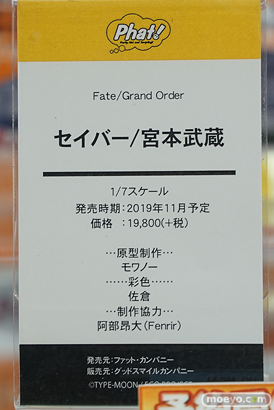 Phat!
Fate/Grand Order
セイバー/宮本武蔵
1/7スケール
発売時期：2019年11月予定
価格　：19,800(+税)
…原型制作…
モワノー
……彩色……
佐倉
…制作協力…
阿部昂大(Fenrir)
発売元：ファット・カンパニー
販売元：グッドスマイルカンパニー
©TYPE-MOON / FGO PROJECT
moeyo.com